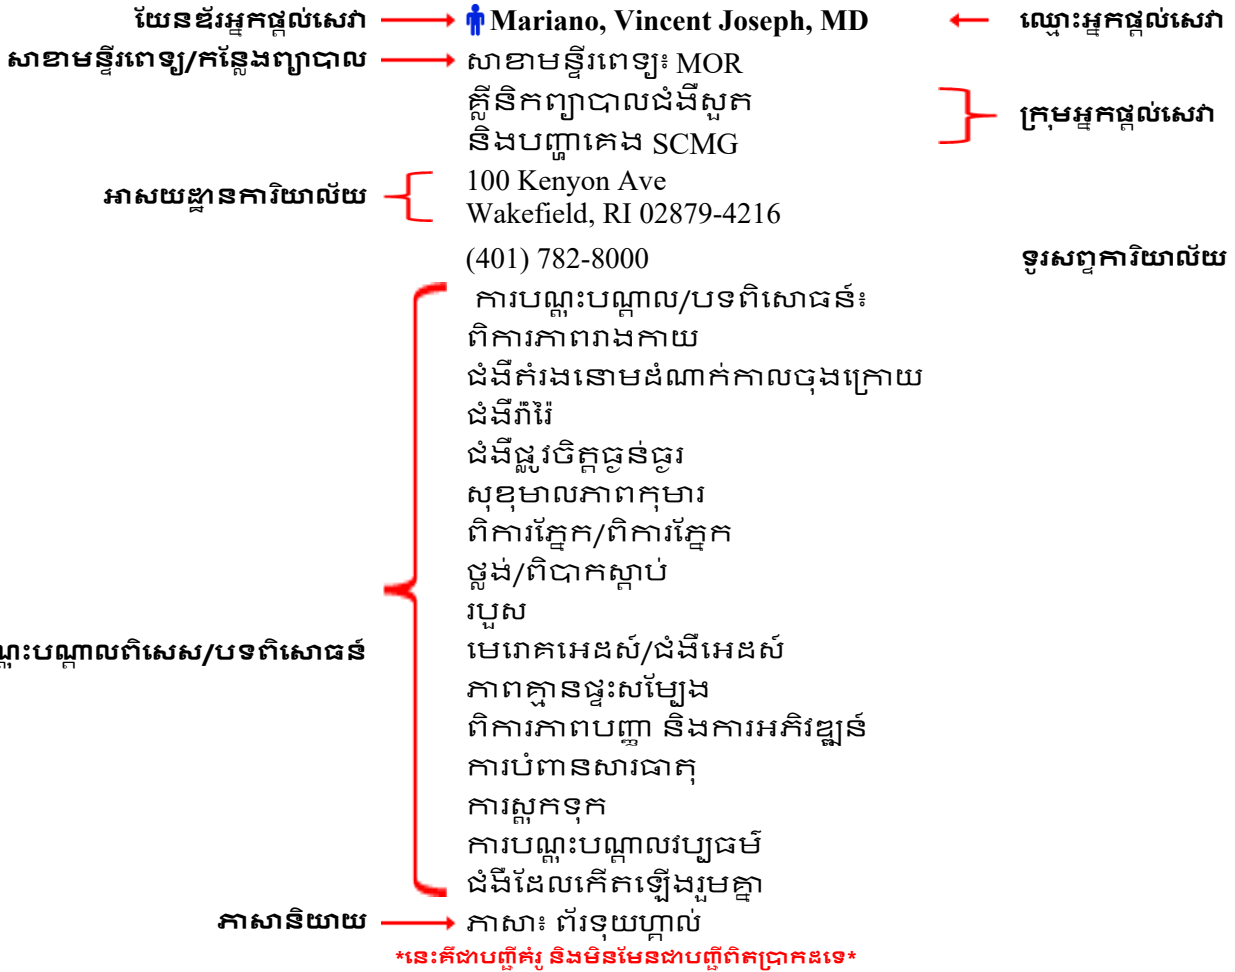 យែនឌ័រអ្នកផ្តល់សេវា Mariano, Vincent Joseph, MD ឈ្មោះអ្នកផ្តល់សេវា
សាខាមន្ទីរពេទ្យ/កន្លែងព្យាបាល សាខាមន្ទីរពេទ្យ៖ MOR
គ្លីនិកព្យាបាលជំងឺសួត
និងបញ្ហាគេង SCMG
ក្រុមអ្នកផ្តល់សេវា
អាសយដ្ឋានការិយាល័យ
100 Kenyon Ave
Wakefield, RI 02879-4216
(401) 782-8000 ទូរសព្ទការិយាល័យ
ការបណ្តុះបណ្តាល/បទពិសោធន៍៖
ពិការភាពរាងកាយ
ជំងឺតំរងនោមដំណាក់កាលចុងក្រោយ
ជំងឺរ៉ាំរ៉ៃ
ជំងឺផ្លូវចិត្តធ្ងន់ធ្ងរ
សុខុមាលភាពកុមារ
ពិការភ្នែក/ពិការភ្នែក
ថ្លង់/ពិបាកស្តាប់
របួស
ណ្តុះបណ្តាលពិសេស/បទពិសោធន៍ មេរោគអេដស៍/ជំងឺអេដស៍
ភាពគ្មានផ្ទះសម្បែង
ពិការភាពបញ្ញា និងការអភិវឌ្ឍន៍
ការបំពានសារធាតុ
ការស្តុកទុក
ការបណ្តុះបណ្តាលវប្បធម៌
ជំងឺដែលកើតឡើងរួមគ្នា
ភាសានិយាយ ភាសា៖ ព័រទុយហ្គាល់
*នេះគឺជាបញ្ជីគំរូ និងមិនមែនជាបញ្ជីពិតប្រាកដទេ*